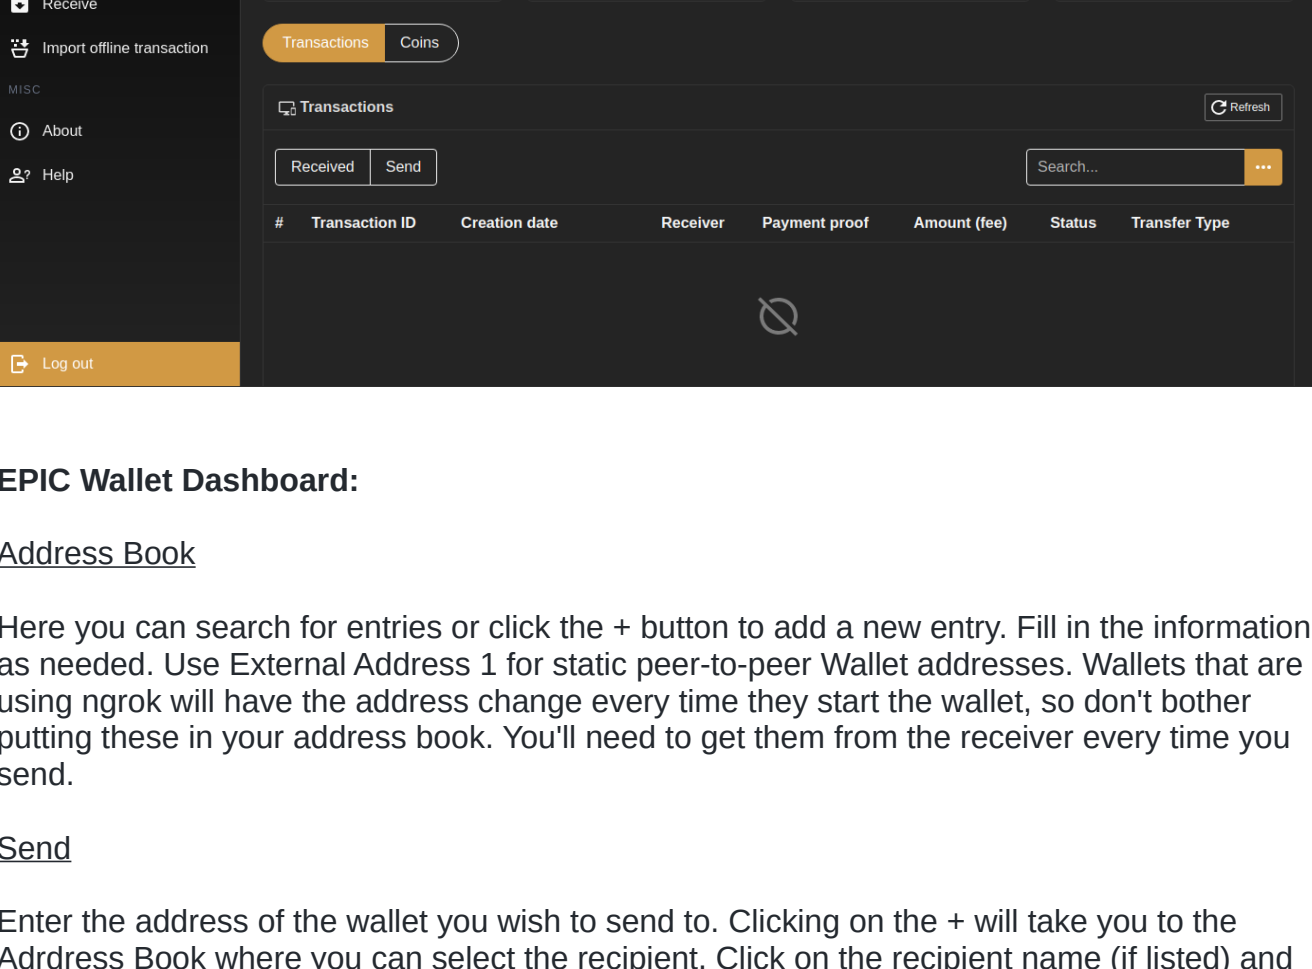 Receive
Import offline transaction
MISC
About
Help
Log out
Transactions Coins
Transactions
Refresh
Received Send
Search...
# Transaction ID Creation date Receiver Payment proof Amount (fee) Status Transfer Type
EPIC Wallet Dashboard:
Address Book
Here you can search for entries or click the + button to add a new entry. Fill in the information
as needed. Use External Address 1 for static peer-to-peer Wallet addresses. Wallets that are
using ngrok will have the address change every time they start the wallet, so don't bother
putting these in your address book. You'll need to get them from the receiver every time you
send.
Send
Enter the address of the wallet you wish to send to. Clicking on the + will take you to the
Adrdress Book where you can select the recipient. Click on the recipient name (if listed) and